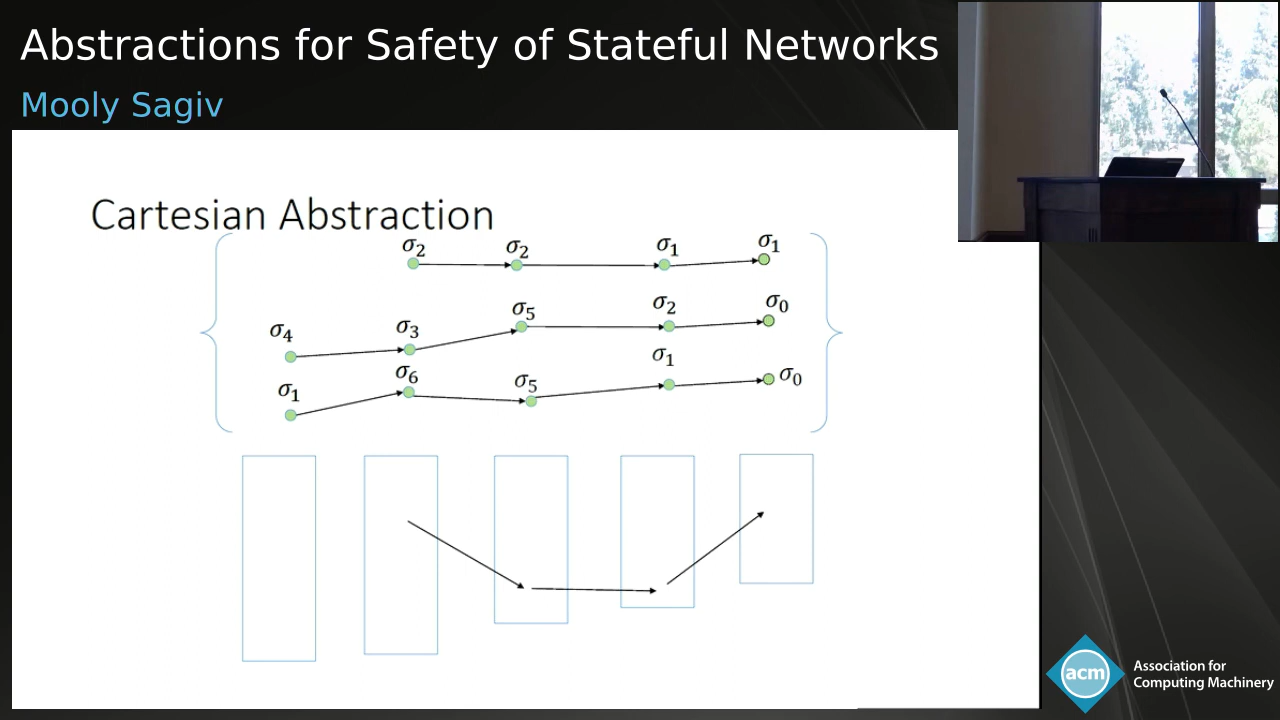 Abstractions for Safety of Stateful Networks
Mooly Sagiv
Cartesian Abstraction
σ2 σ2 σ1 σ1
σ4 σ3 σ5 σ2 σ0
σ1 σ6 σ5 σ1 σ0
acm
Association for
Computing Machinery